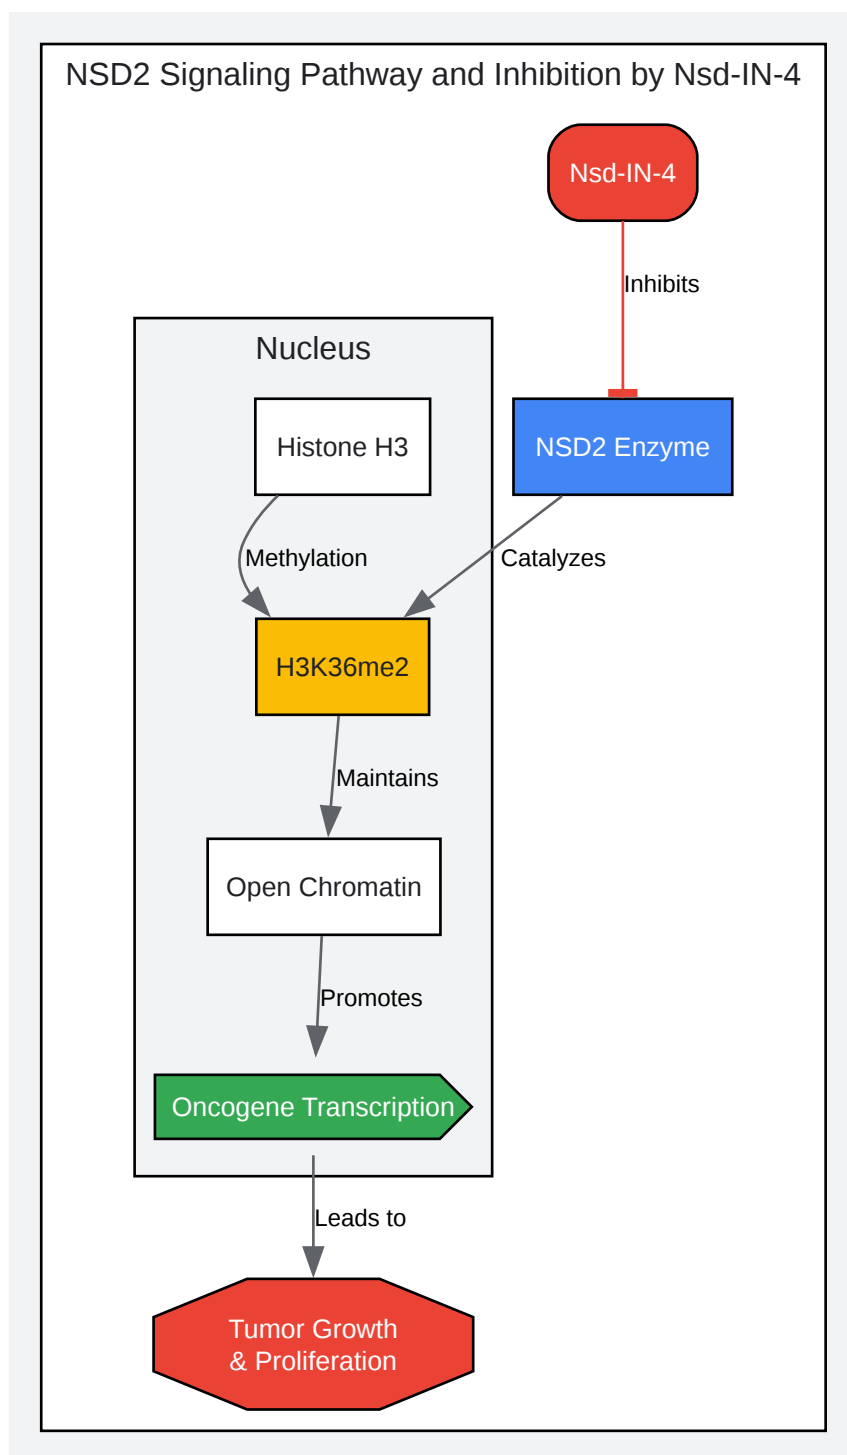 NSD2 Signaling Pathway and Inhibition by Nsd-IN-4
Nsd-IN-4
Inhibits
Nucleus
Histone H3
NSD2 Enzyme
Methylation
Catalyzes
H3K36me2
Maintains
Open Chromatin
Promotes
Oncogene Transcription
Leads to
Tumor Growth
& Proliferation